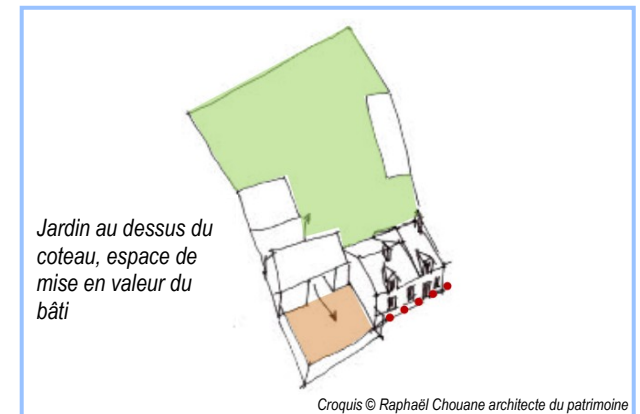 Jardin au dessus du
coteau, espace de
mise en valeur du
bâti
Croquis © Raphaël Chouane architecte du patrimoine